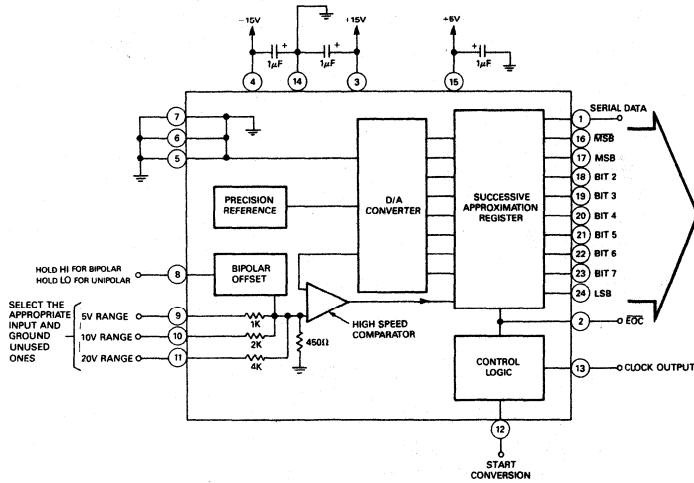 -15V
+15V
+5V
1μF
+
1μF
+
1μF
+
4
14
3
15
7
6
5
PRECISION
REFERENCE
D/A
CONVERTER
SUCCESSIVE
APPROXIMATION
REGISTER
1
SERIAL DATA
16
MSB
17
MSB
18
BIT 2
19
BIT 3
20
BIT 4
21
BIT 5
22
BIT 6
23
BIT 7
24
LSB
HOLD HI FOR BIPOLAR
HOLD LO FOR UNIPOLAR
8
BIPOLAR
OFFSET
SELECT THE
APPROPRIATE
INPUT AND
GROUND
UNUSED
ONES
5V RANGE
9
1K
10V RANGE
10
2K
20V RANGE
11
4K
450Ω
HIGH SPEED
COMPARATOR
2
EOC
CONTROL
LOGIC
13
CLOCK OUTPUT
12
START
CONVERSION